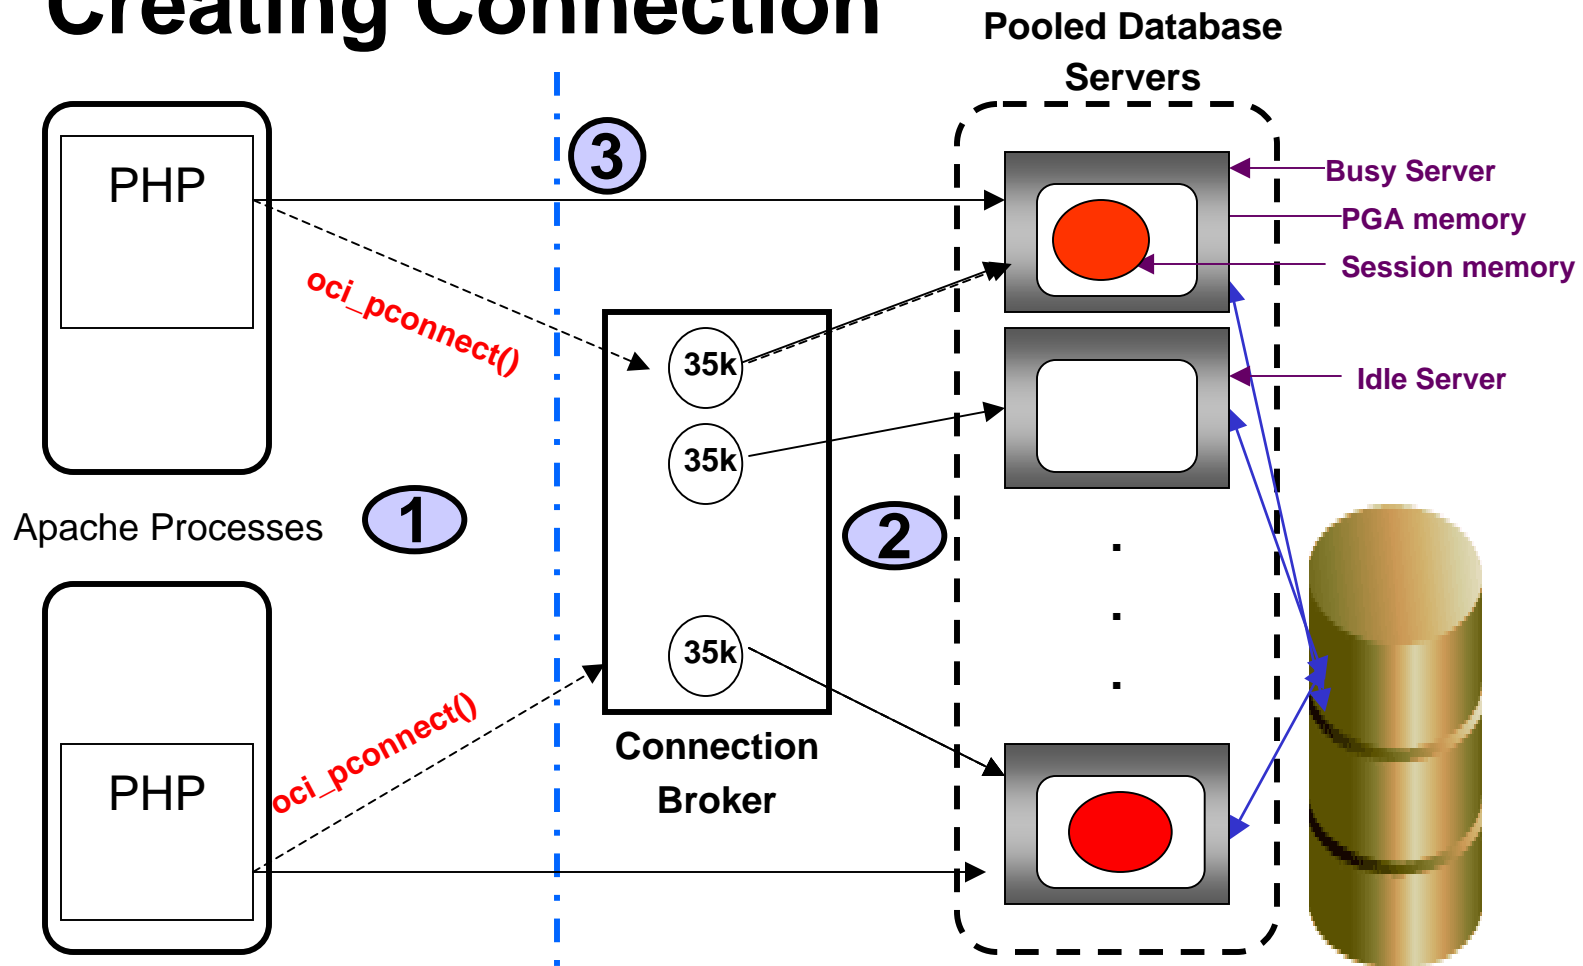 Creating Connection
Pooled Database
Servers
PHP
3
Busy Server
PGA memory
Session memory
oci_pconnect()
35k
Idle Server
35k
Apache Processes
1
2
.
.
.
35k
oci_pconnect()
Connection
Broker
PHP